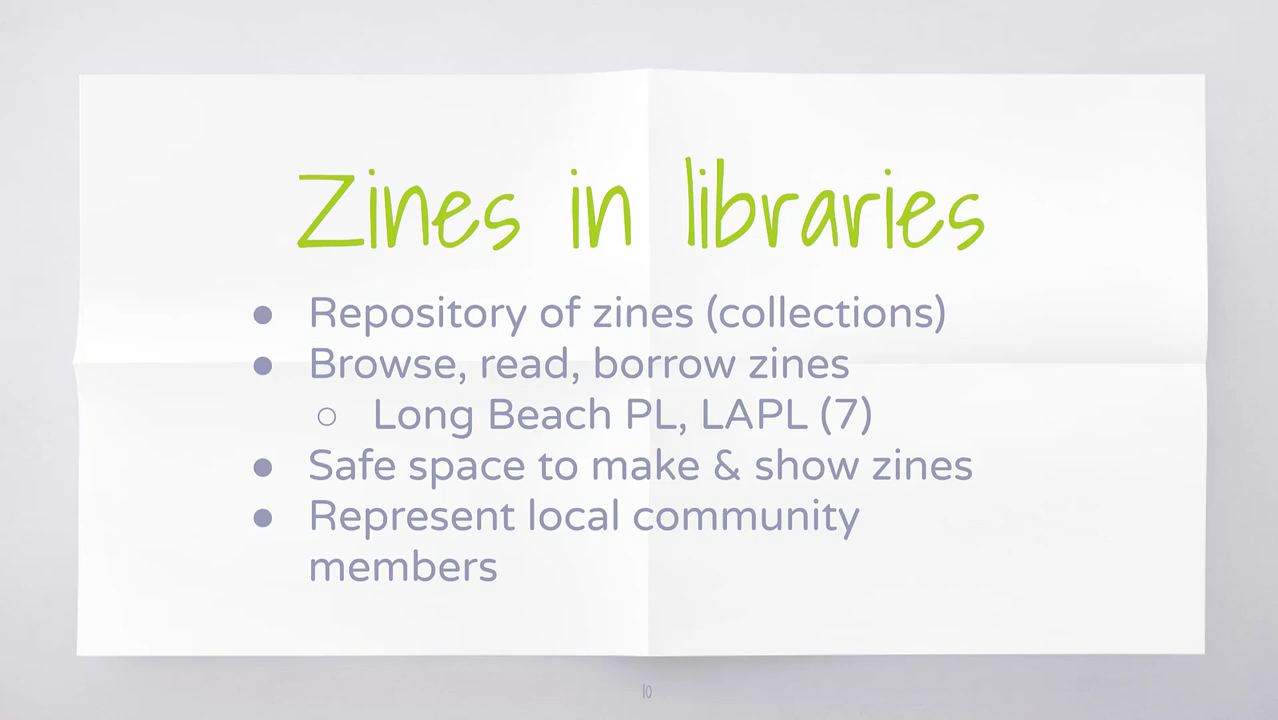 Zines in libraries
● Repository of zines (collections)
● Browse, read, borrow zines
○ Long Beach PL, LAPL (7)
● Safe space to make & show zines
● Represent local community
members
10